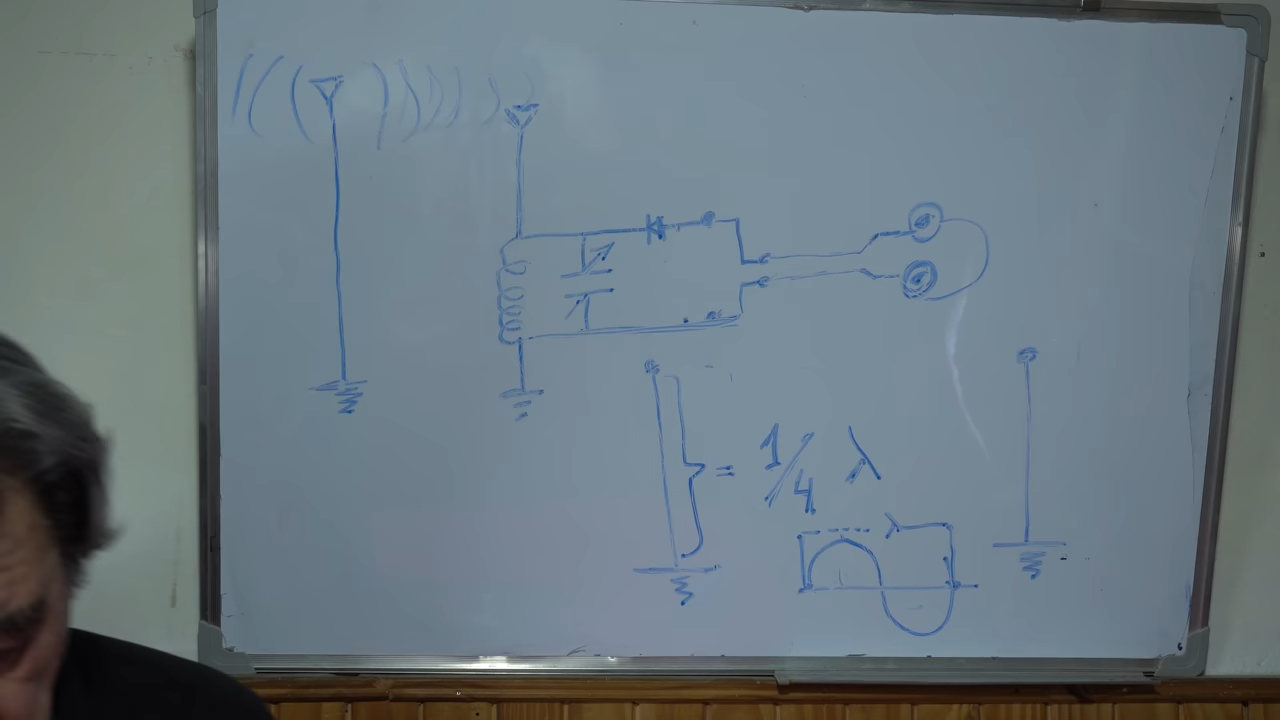 = 1/4 λ
λ